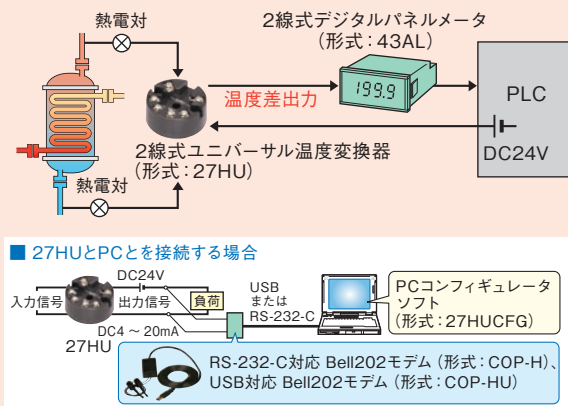 熱電対
2線式デジタルパネルメータ
(形式：43AL)
199.9
温度差出力
PLC
DC24V
2線式ユニバーサル温度変換器
(形式：27HU)
熱電対
■ 27HUとPCとを接続する場合
DC24V
入力信号
出力信号
負荷
DC4 ～ 20mA
27HU
USB
または
RS-232-C
PCコンフィギュレータ
ソフト
(形式：27HUCFG)
RS-232-C対応 Bell202モデム (形式：COP-H)、
USB対応 Bell202モデム (形式：COP-HU)